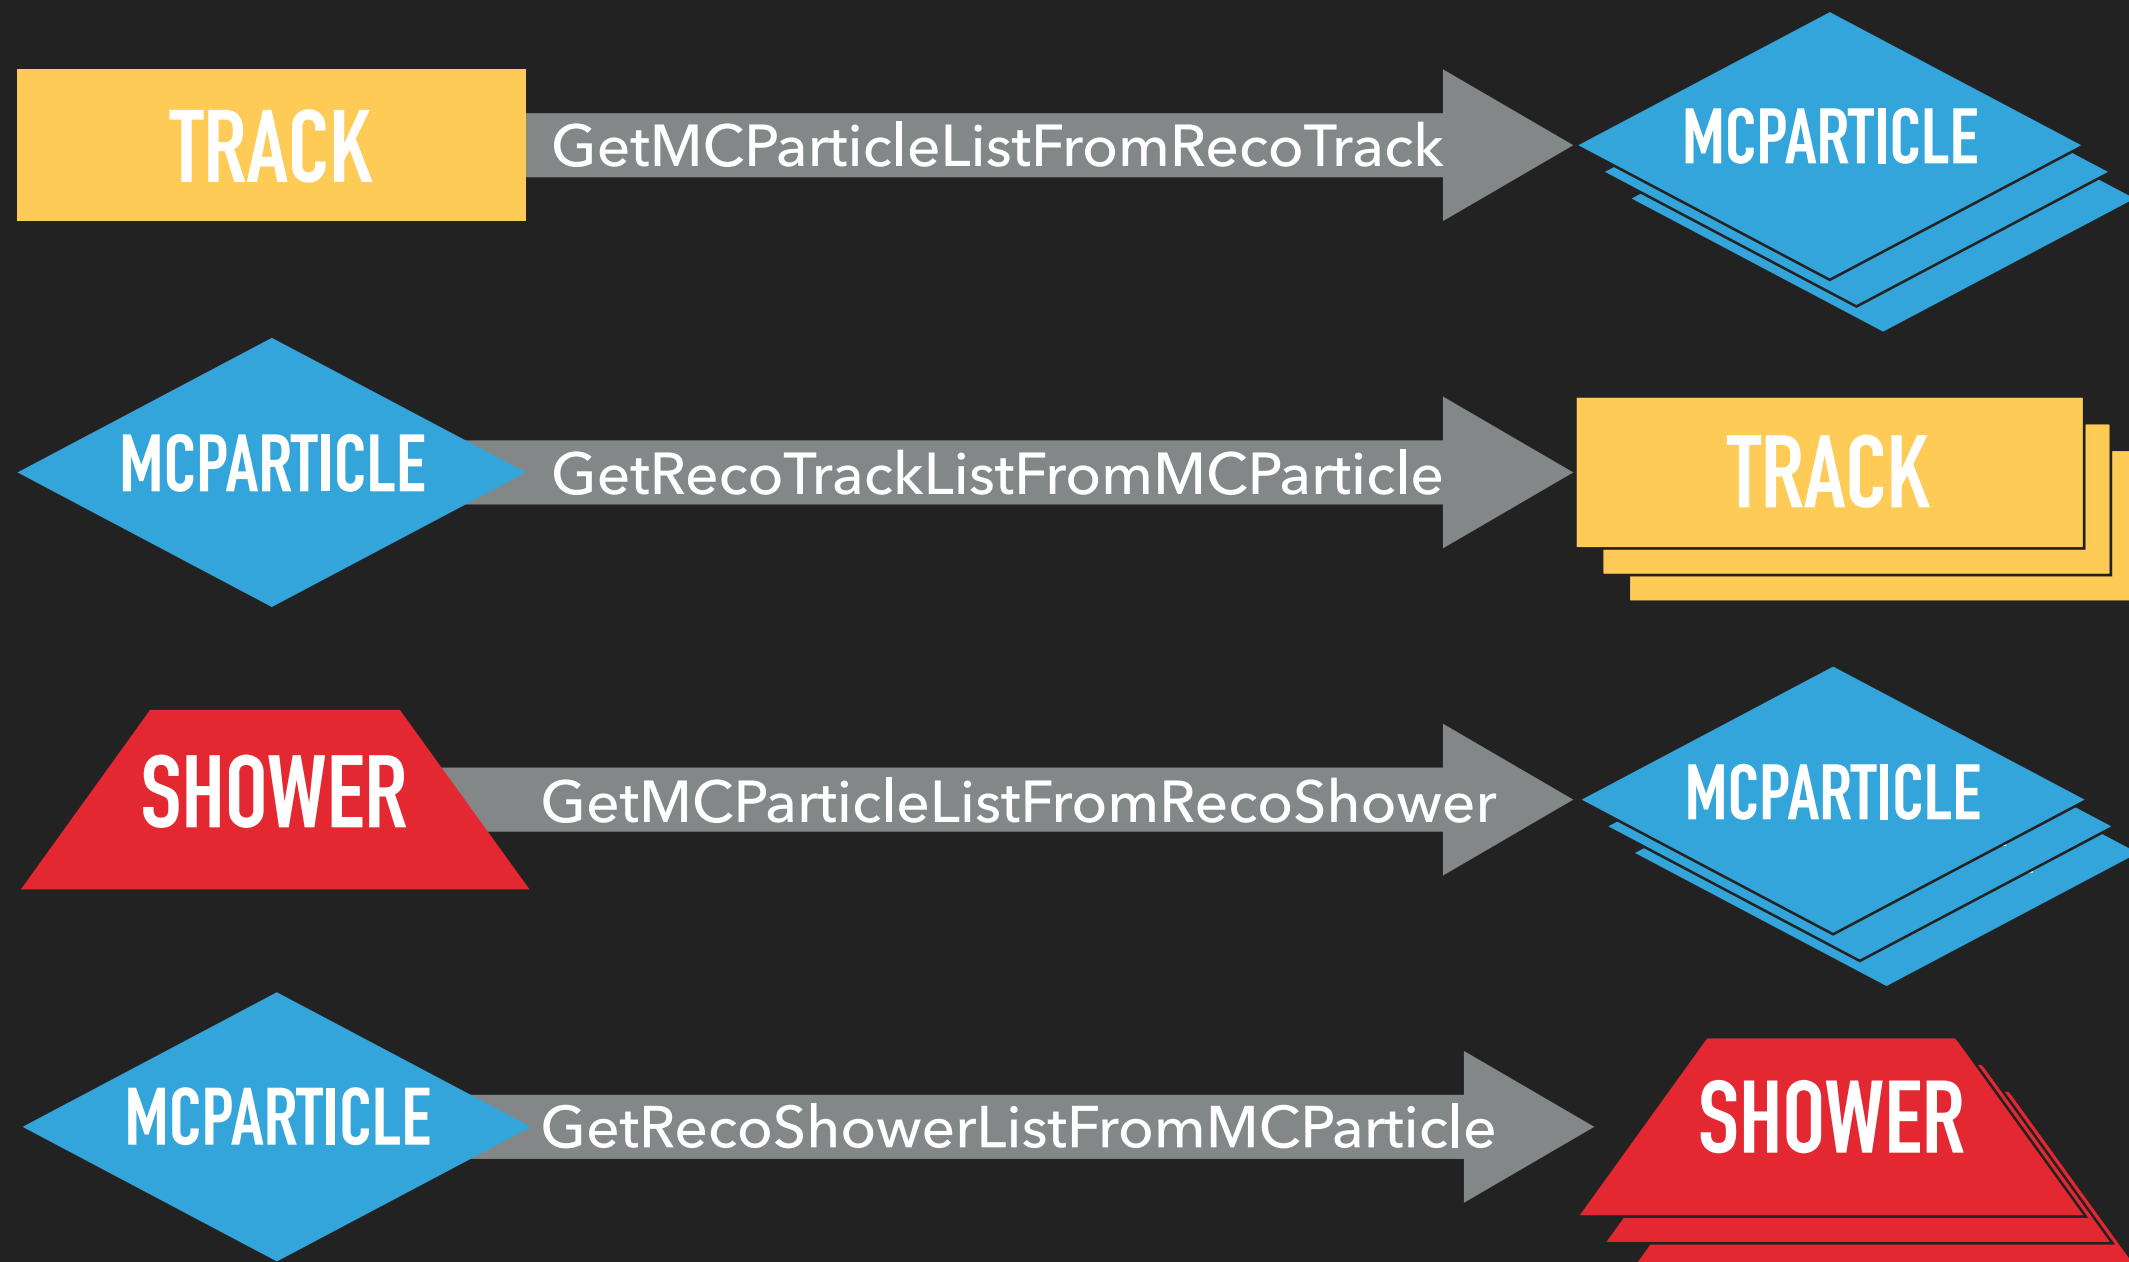 TRACK
GetMCParticleListFromRecoTrack
MCPARTICLE
MCPARTICLE
GetRecoTrackListFromMCParticle
TRACK
SHOWER
GetMCParticleListFromRecoShower
MCPARTICLE
MCPARTICLE
GetRecoShowerListFromMCParticle
SHOWER